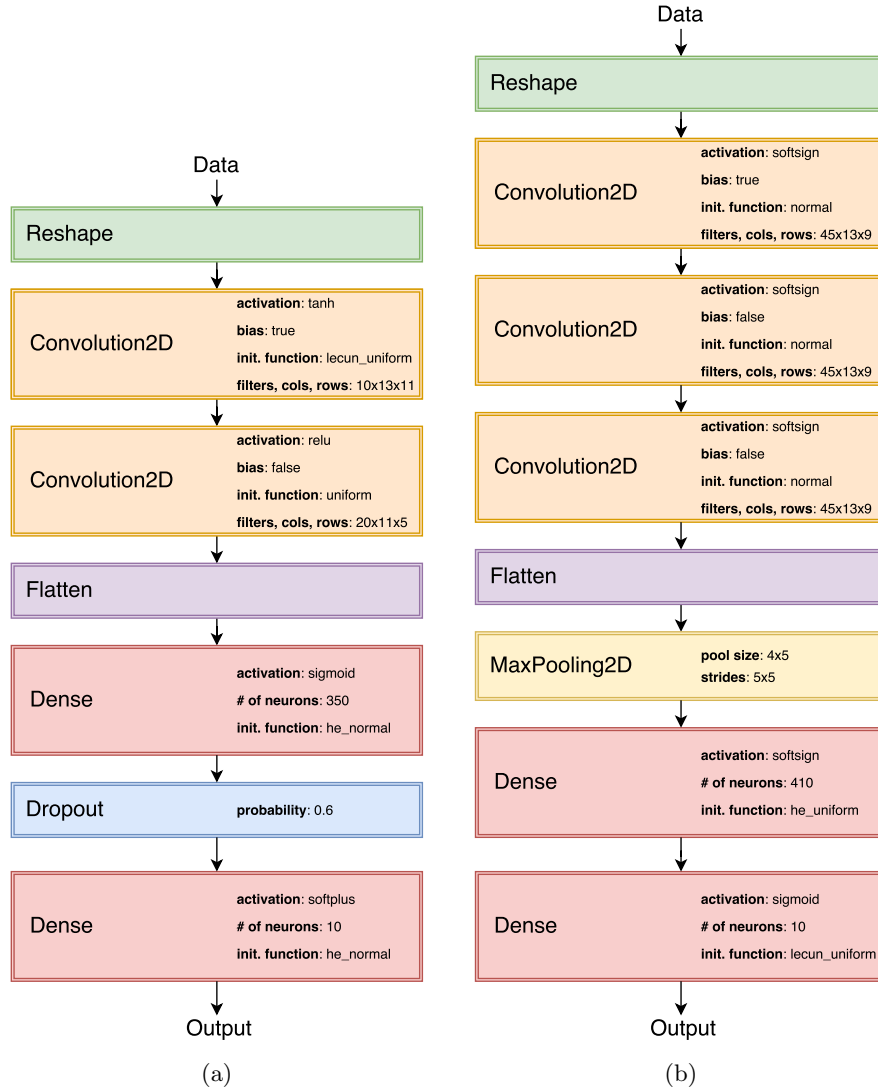 Data
Reshape
Convolution2D
activation: tanh
bias: true
init. function: lecun_uniform
filters, cols, rows: 10x13x11
Convolution2D
activation: relu
bias: false
init. function: uniform
filters, cols, rows: 20x11x5
Flatten
Dense
activation: sigmoid
# of neurons: 350
init. function: he_normal
Dropout
probability: 0.6
Dense
activation: softplus
# of neurons: 10
init. function: he_normal
Output
(a)
Data
Reshape
Convolution2D
activation: softsign
bias: true
init. function: normal
filters, cols, rows: 45x13x9
Convolution2D
activation: softsign
bias: false
init. function: normal
filters, cols, rows: 45x13x9
Convolution2D
activation: softsign
bias: false
init. function: normal
filters, cols, rows: 45x13x9
Flatten
MaxPooling2D
pool size: 4x5
strides: 5x5
Dense
activation: softsign
# of neurons: 410
init. function: he_uniform
Dense
activation: sigmoid
# of neurons: 10
init. function: lecun_uniform
Output
(b)